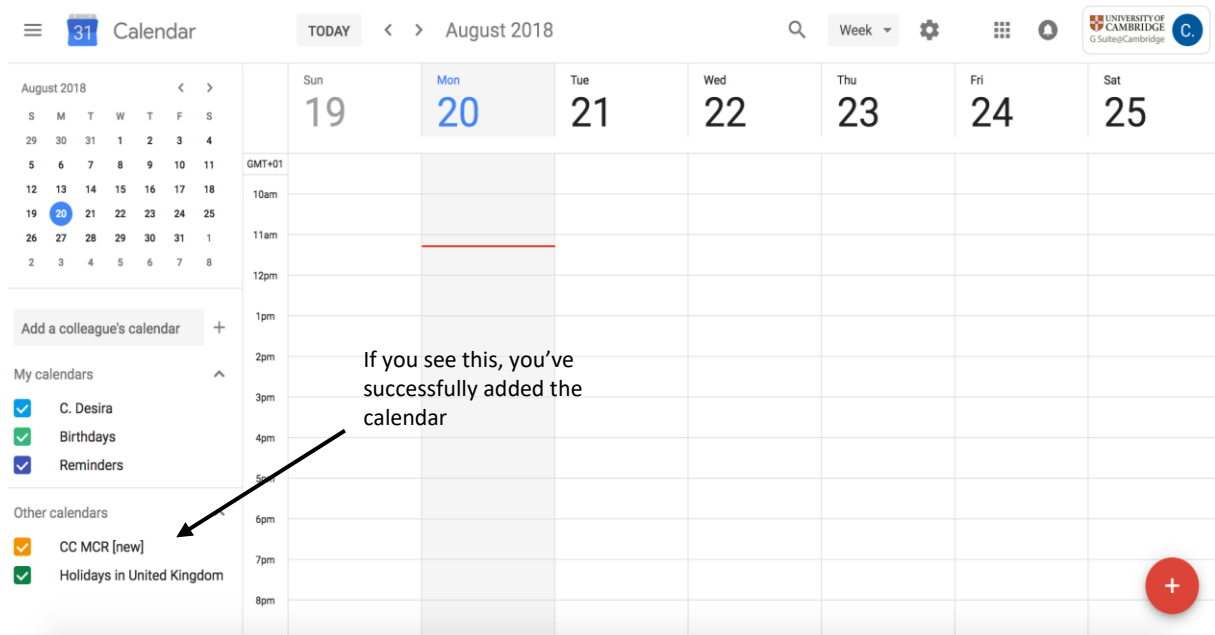 31 Calendar TODAY < > August 2018 Week UNIVERSITY OF
CAMBRIDGE
G Suite@Cambridge
C.
August 2018 < >
S M T W T F S
29 30 31 1 2 3 4
5 6 7 8 9 10 11
12 13 14 15 16 17 18
19 20 21 22 23 24 25
26 27 28 29 30 31 1
2 3 4 5 6 7 8
Add a colleague's calendar +
My calendars
C. Desira
Birthdays
Reminders
Other calendars
CC MCR [new]
Holidays in United Kingdom
Sun Mon Tue Wed Thu Fri Sat
19 20 21 22 23 24 25
GMT+01
10am
11am
12pm
1pm
2pm
3pm
4pm
5pm
6pm
7pm
8pm
If you see this, you’ve
successfully added the
calendar
+